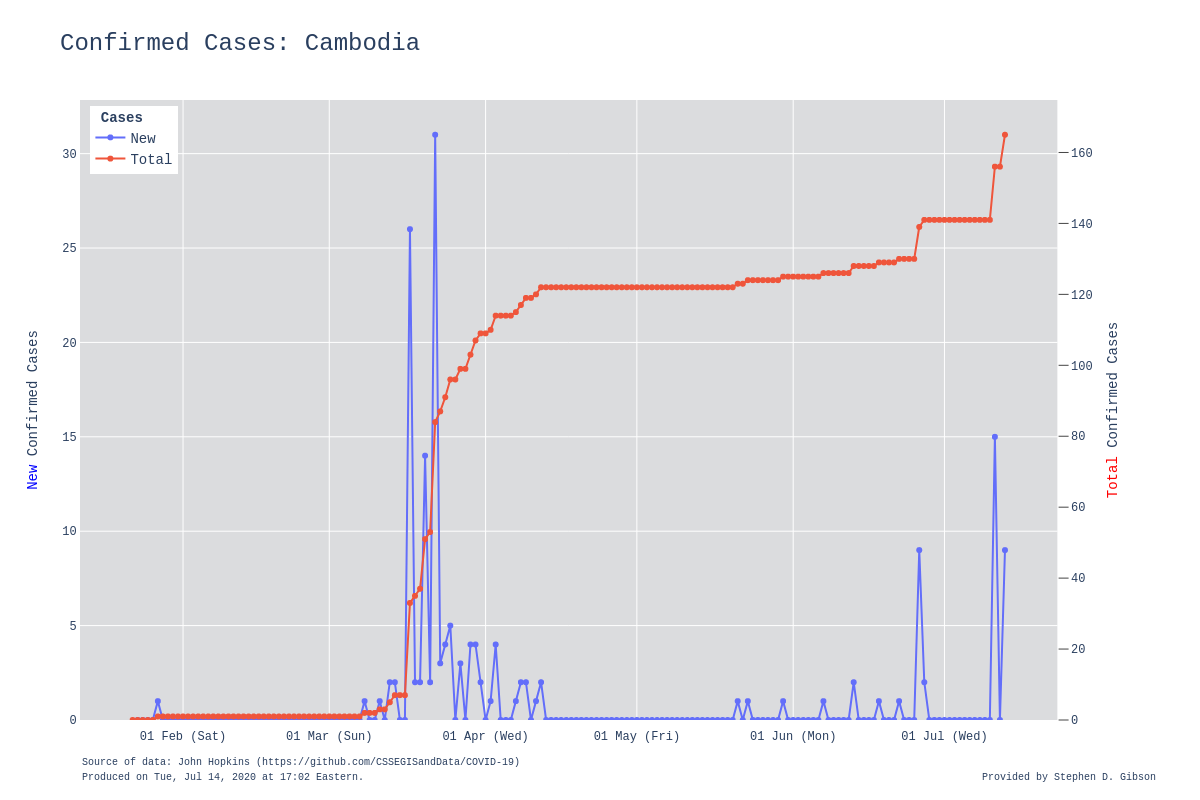 Confirmed Cases: Cambodia
Cases
New
Total
30
25
20
15
10
5
0
160
140
120
100
80
60
40
20
0
New Confirmed Cases
Total Confirmed Cases
01 Feb (Sat)
01 Mar (Sun)
01 Apr (Wed)
01 May (Fri)
01 Jun (Mon)
01 Jul (Wed)
Source of data: John Hopkins (https://github.com/CSSEGISandData/COVID-19)
Produced on Tue, Jul 14, 2020 at 17:02 Eastern.
Provided by Stephen D. Gibson